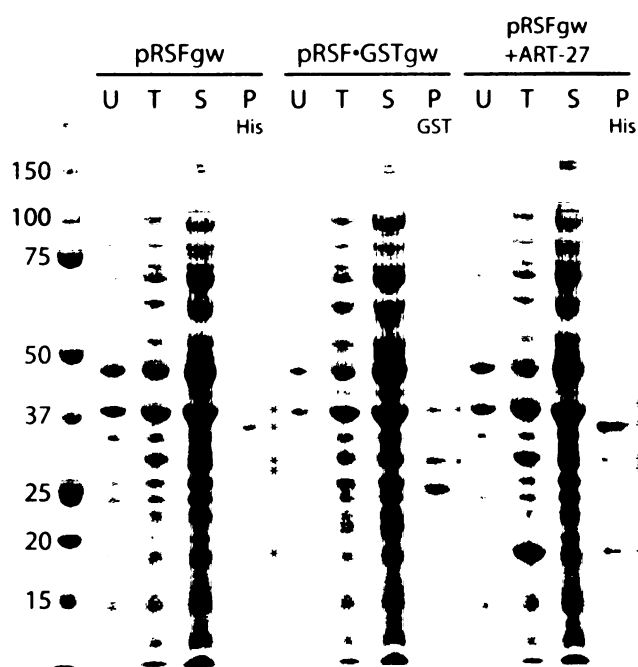 pRSFgw
pRSF•GSTgw
pRSFgw
+ART-27
U T S P
His
U T S P
GST
U T S P
His
150
100
75
50
37
25
20
15
*
*
*
*
*